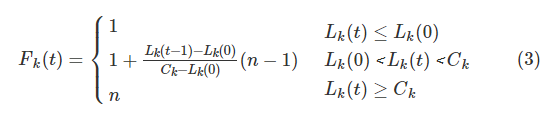 F_k(t) = { 1    L_k(t) ≤ L_k(0)
1 + \frac{L_k(t-1)-L_k(0)}{C_k-L_k(0)}(n − 1)    L_k(0) < L_k(t) < C_k    (3)
n    L_k(t) ≥ C_k